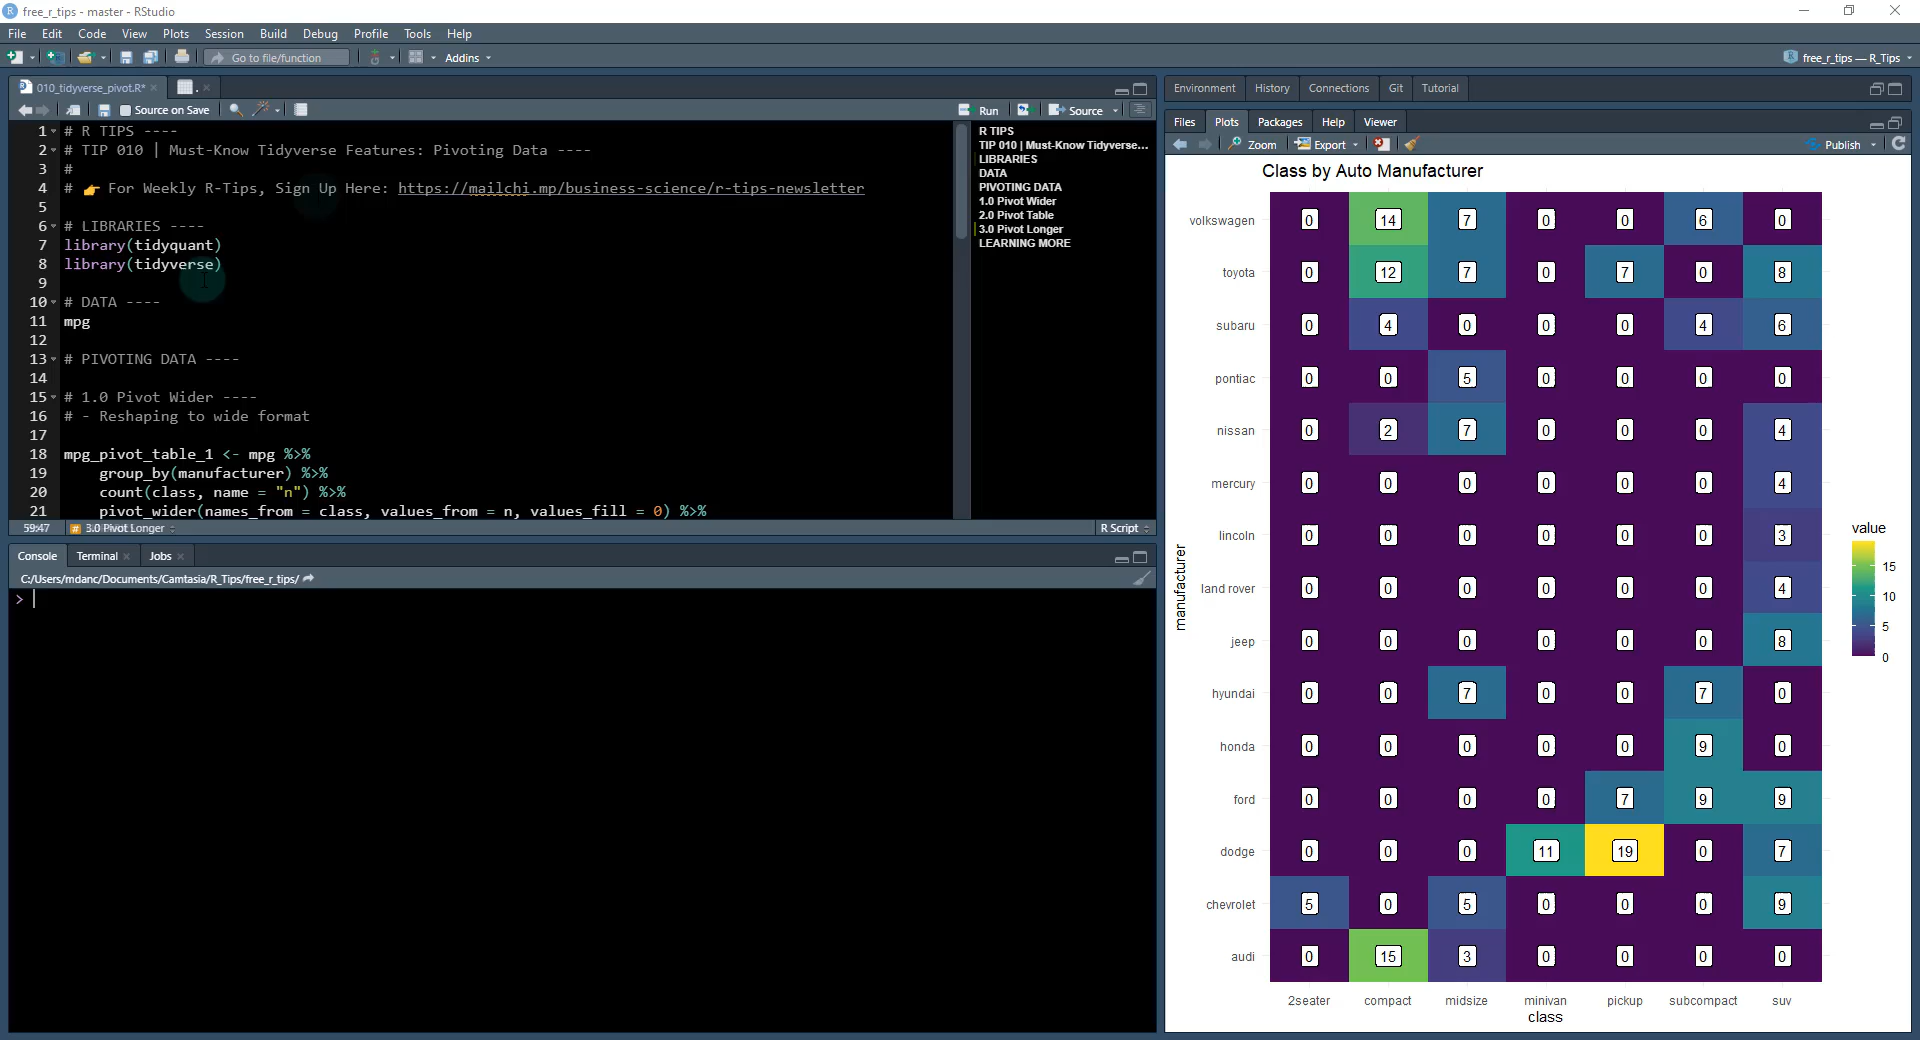 free_r_tips - master - RStudio
File Edit Code View Plots Session Build Debug Profile Tools Help
Go to file/function Addins free_r_tips — R_Tips
010_tidyverse_pivot.R* .
Source on Save Run Source
1 # R TIPS ----
2 # TIP 010 | Must-Know Tidyverse Features: Pivoting Data ----
3 #
4 # 👉 For Weekly R-Tips, Sign Up Here: https://mailchi.mp/business-science/r-tips-newsletter
5
6 # LIBRARIES ----
7 library(tidyquant)
8 library(tidyverse)
9
10 # DATA ----
11 mpg
12
13 # PIVOTING DATA ----
14
15 # 1.0 Pivot Wider ----
16 # - Reshaping to wide format
17
18 mpg_pivot_table_1 <- mpg %>%
19 group_by(manufacturer) %>%
20 count(class, name = "n") %>%
21 pivot_wider(names_from = class, values_from = n, values_fill = 0) %>%
R TIPS
TIP 010 | Must-Know Tidyverse...
LIBRARIES
DATA
PIVOTING DATA
1.0 Pivot Wider
2.0 Pivot Table
3.0 Pivot Longer
LEARNING MORE
59:47 # 3.0 Pivot Longer R Script
Console Terminal Jobs
C:/Users/mdanc/Documents/Camtasia/R_Tips/free_r_tips/
>
Environment History Connections Git Tutorial
Files Plots Packages Help Viewer
Zoom Export Publish
Class by Auto Manufacturer
volkswagen 0 14 7 0 0 6 0
toyota 0 12 7 0 7 0 8
subaru 0 4 0 0 0 4 6
pontiac 0 0 5 0 0 0 0
nissan 0 2 7 0 0 0 4
mercury 0 0 0 0 0 0 4
lincoln 0 0 0 0 0 0 3
land rover 0 0 0 0 0 0 4
jeep 0 0 0 0 0 0 8
hyundai 0 0 7 0 0 7 0
honda 0 0 0 0 0 9 0
ford 0 0 0 0 7 9 9
dodge 0 0 0 11 19 0 7
chevrolet 5 0 5 0 0 0 9
audi 0 15 3 0 0 0 0
2seater compact midsize minivan pickup subcompact suv
class
manufacturer
value
15
10
5
0